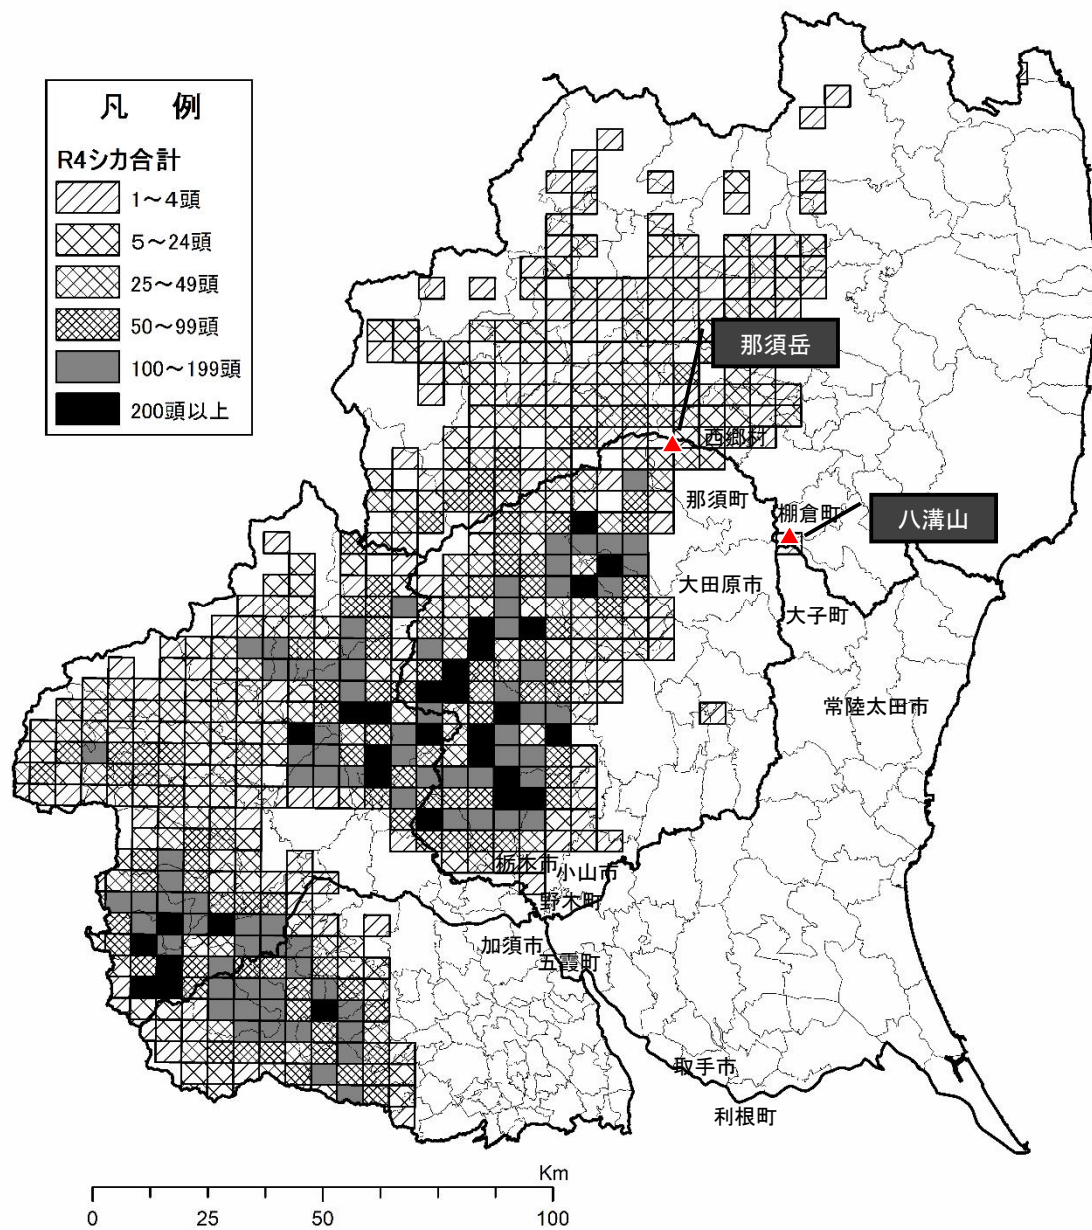 凡 例
R4シカ合計
1～4頭
5～24頭
25～49頭
50～99頭
100～199頭
200頭以上
那須岳
西郷村
那須町
棚倉町
八溝山
大田原市
大子町
常陸太田市
栃木市
小山市
野木町
加須市
五霞町
取手市
利根町
Km
0 25 50 100